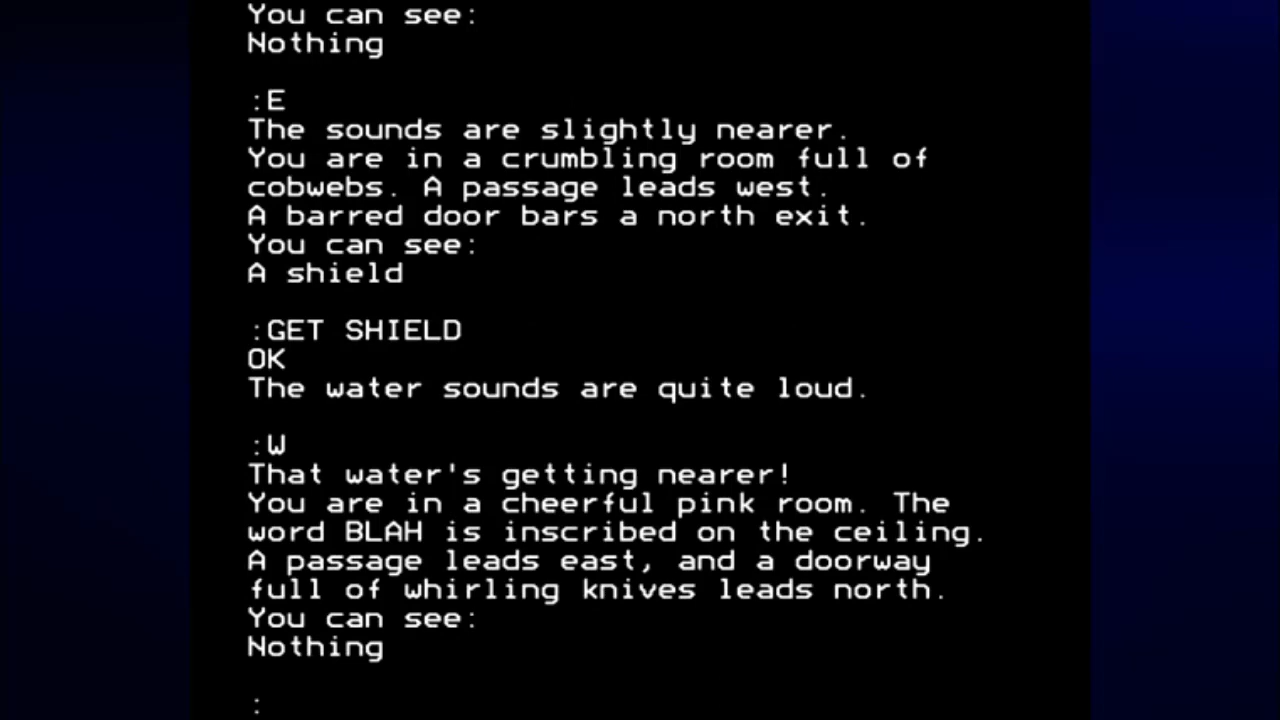 You can see:
Nothing
:E
The sounds are slightly nearer.
You are in a crumbling room full of
cobwebs. A passage leads west.
A barred door bars a north exit.
You can see:
A shield
:GET SHIELD
OK
The water sounds are quite loud.
:W
That water's getting nearer!
You are in a cheerful pink room. The
word BLAH is inscribed on the ceiling.
A passage leads east, and a doorway
full of whirling knives leads north.
You can see:
Nothing
: